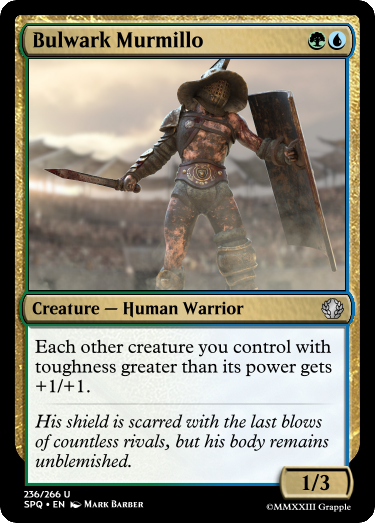 Bulwark Murmillo
Creature — Human Warrior
Each other creature you control with
toughness greater than its power gets
+1/+1.
His shield is scarred with the last blows
of countless rivals, but his body remains
unblemished.
1/3
236/266 U
SPQ • EN Mark Barber
©MMXXIII Grapple